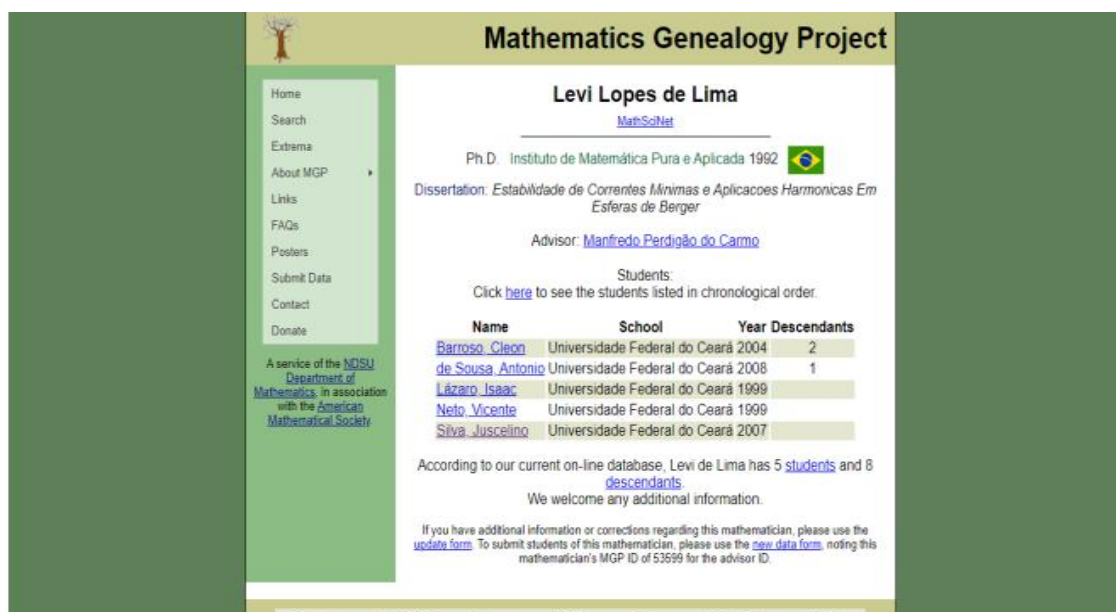 Mathematics Genealogy Project
Home
Search
Extrema
About MGP
Links
FAQs
Posters
Submit Data
Contact
Donate
A service of the NDSU
Department of
Mathematics, in association
with the American
Mathematical Society.
Levi Lopes de Lima
MathSciNet
Ph.D. Instituto de Matemática Pura e Aplicada 1992
Dissertation: Estabilidade de Correntes Minimas e Aplicacoes Harmonicas Em
Esferas de Berger
Advisor: Manfredo Perdigão do Carmo
Students:
Click here to see the students listed in chronological order.
Name School Year Descendants
Barroso, Cleon Universidade Federal do Ceará 2004 2
de Sousa, Antonio Universidade Federal do Ceará 2008 1
Lázaro, Isaac Universidade Federal do Ceará 1999
Neto, Vicente Universidade Federal do Ceará 1999
Silva, Juscelino Universidade Federal do Ceará 2007
According to our current on-line database, Levi de Lima has 5 students and 8
descendants.
We welcome any additional information.
If you have additional information or corrections regarding this mathematician, please use the
update form. To submit students of this mathematician, please use the new data form, noting this
mathematician's MGP ID of 53599 for the advisor ID.